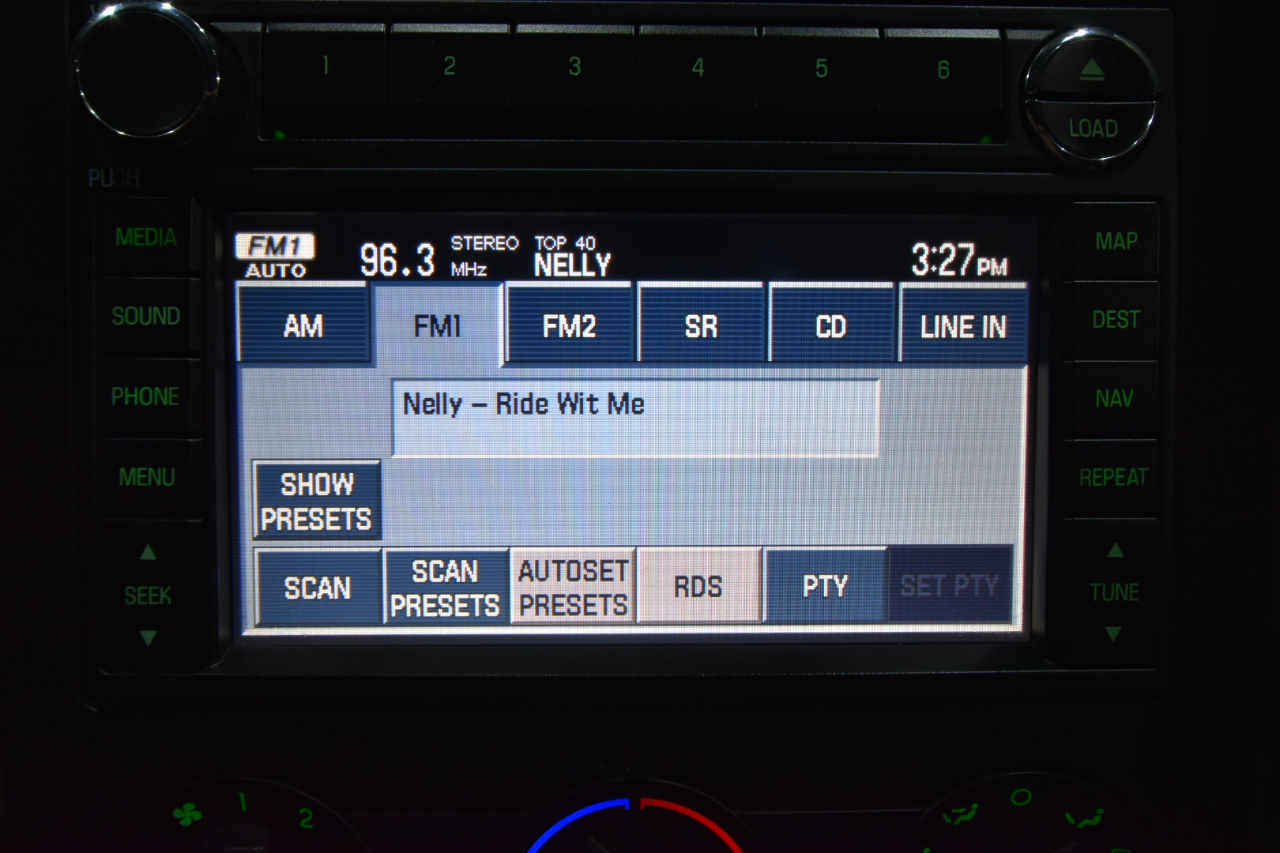 1 2 3 4 5 6
LOAD
PUSH
MEDIA
SOUND
PHONE
MENU
SEEK
FM1
AUTO
96.3 MHz
STEREO
TOP 40
NELLY
3:27 PM
AM FM1 FM2 SR CD LINE IN
Nelly – Ride Wit Me
SHOW
PRESETS
SCAN
SCAN
PRESETS
AUTOSET
PRESETS
RDS
PTY
SET PTY
MAP
DEST
NAV
REPEAT
TUNE
1 2